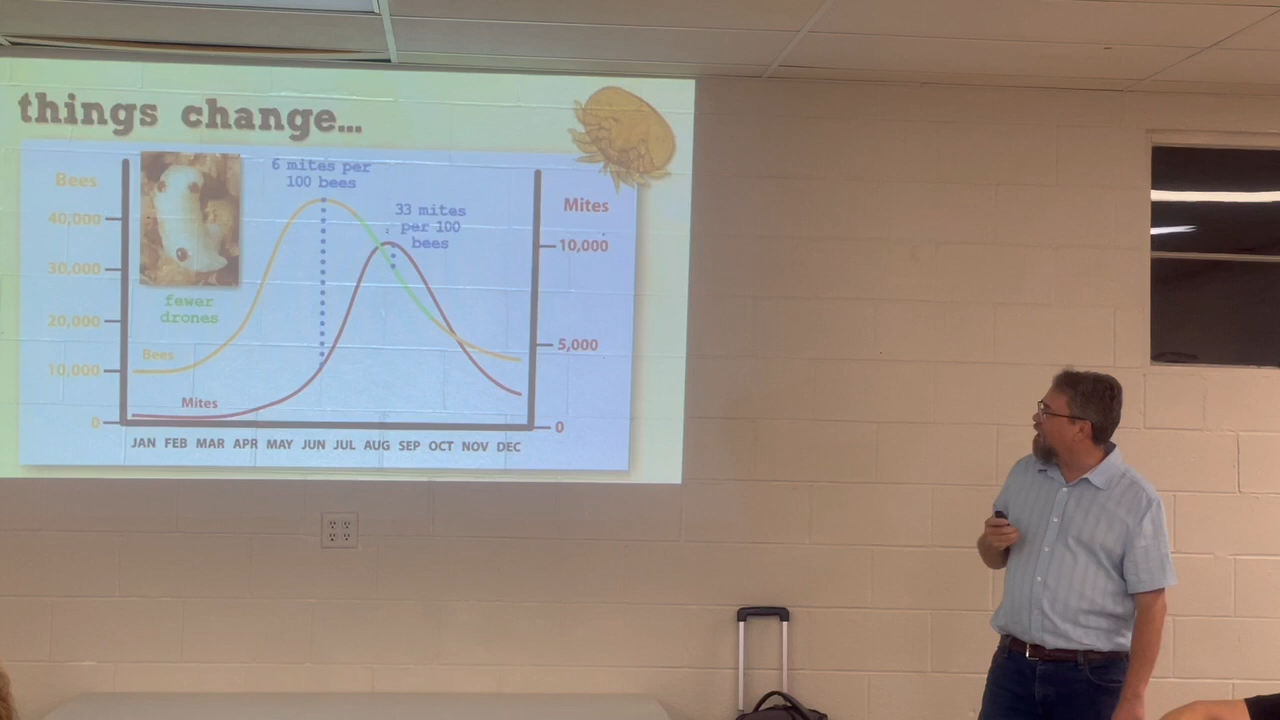 things change...
6 mites per
100 bees
33 mites
per 100
bees
Bees
40,000
30,000
20,000
10,000
0
fewer
drones
Bees
Mites
Mites
10,000
5,000
0
JAN FEB MAR APR MAY JUN JUL AUG SEP OCT NOV DEC